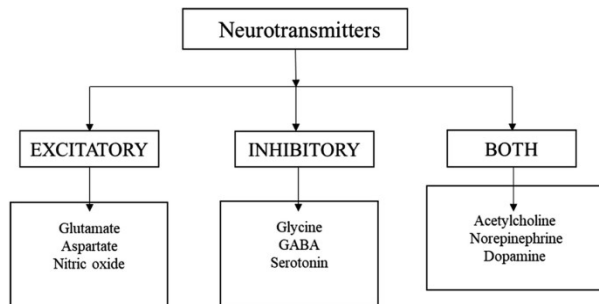 Neurotransmitters
EXCITATORY
INHIBITORY
BOTH
Glutamate
Aspartate
Nitric oxide
Glycine
GABA
Serotonin
Acetylcholine
Norepinephrine
Dopamine